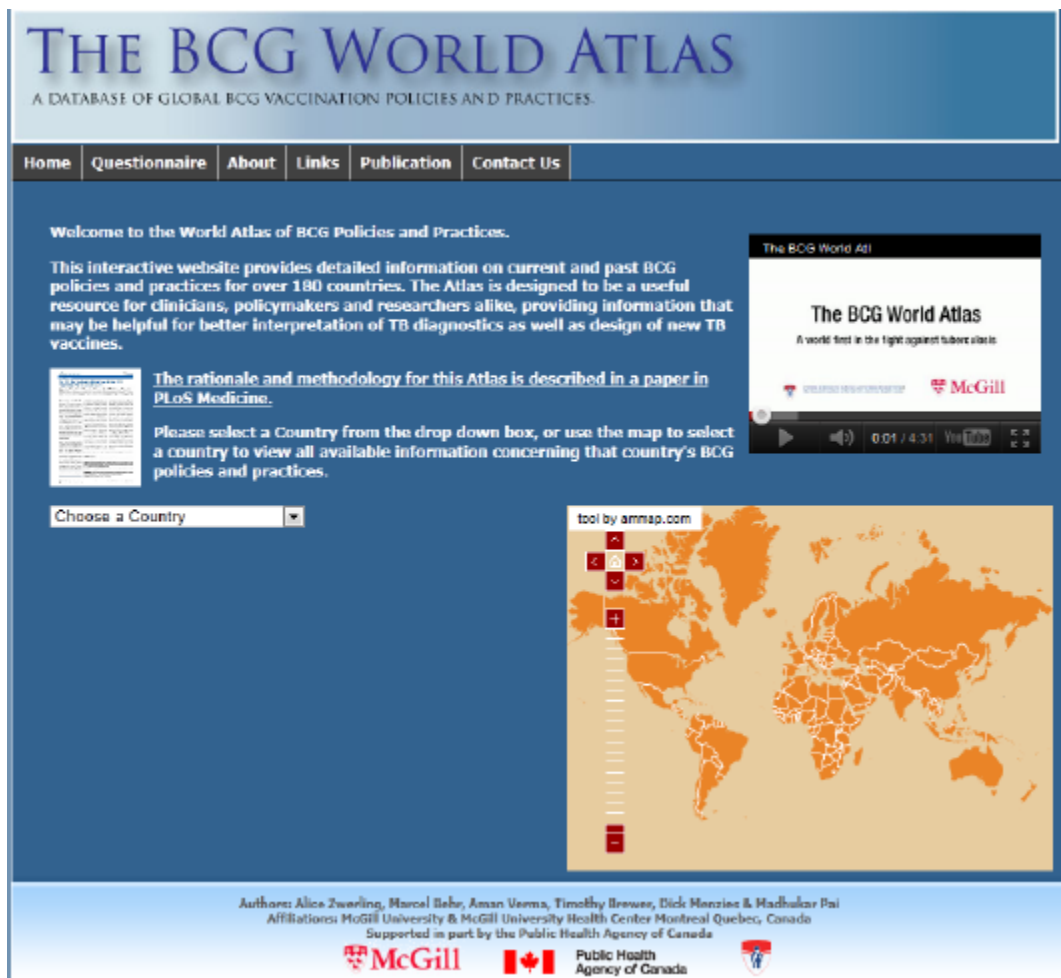 THE BCG WORLD ATLAS
A DATABASE OF GLOBAL BCG VACCINATION POLICIES AND PRACTICES.
Home Questionnaire About Links Publication Contact Us
Welcome to the World Atlas of BCG Policies and Practices.
This interactive website provides detailed information on current and past BCG
policies and practices for over 180 countries. The Atlas is designed to be a useful
resource for clinicians, policymakers and researchers alike, providing information that
may be helpful for better interpretation of TB diagnostics as well as design of new TB
vaccines.
The rationale and methodology for this Atlas is described in a paper in
PLoS Medicine.
Please select a Country from the drop down box, or use the map to select
a country to view all available information concerning that country's BCG
policies and practices.
Choose a Country
The BCG World Atl
The BCG World Atlas
A world first in the fight against tuberculosis
McGill
0:01 / 4:31 YouTube
tool by ammap.com
Authors: Alice Zwerling, Marcel Behr, Aman Verma, Timothy Brewer, Dick Menzies & Madhukar Pai
Affiliations: McGill University & McGill University Health Center Montreal Quebec, Canada
Supported in part by the Public Health Agency of Canada
McGill
Public Health
Agency of Canada